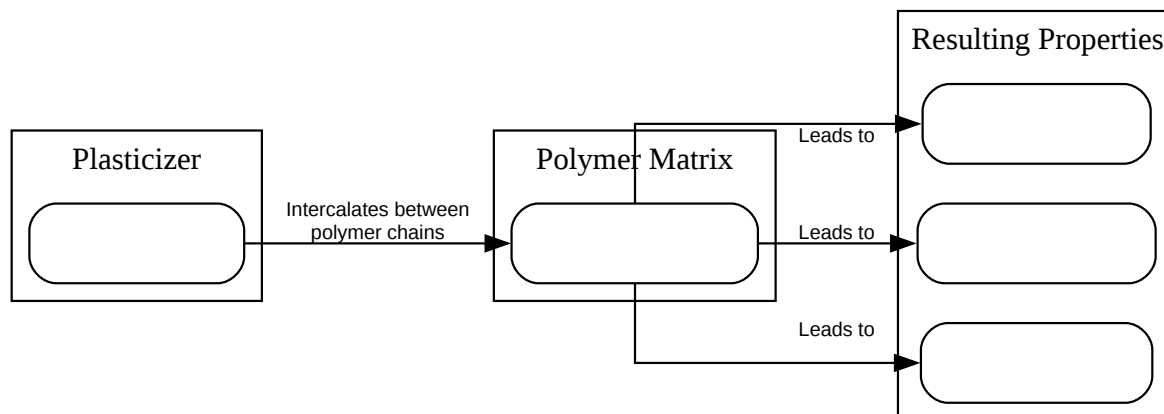 Resulting Properties
Plasticizer
Polymer Matrix
Leads to
Intercalates between
polymer chains
Leads to
Leads to